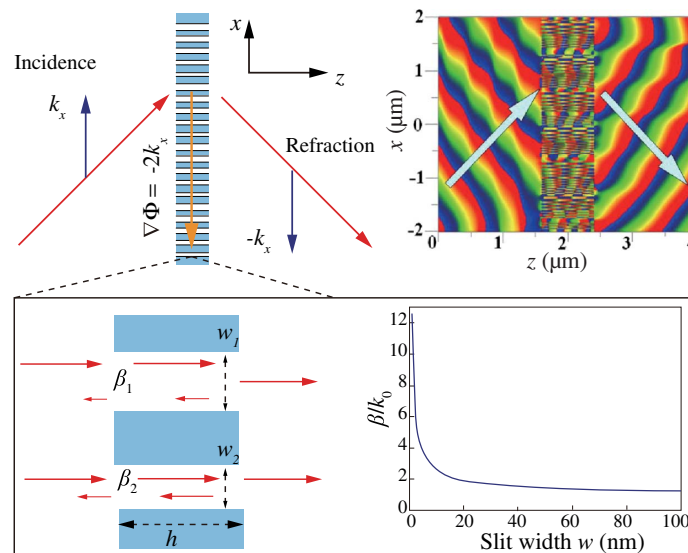 Incidence
k_x
x
z
∇Φ = -2k_x
Refraction
-k_x
2
1
0
-1
-2
x (μm)
0
1
2
3
4
z (μm)
w_1
β_1
w_2
β_2
h
12
10
8
6
4
2
0
β/k_0
0
20
40
60
80
100
Slit width w (nm)